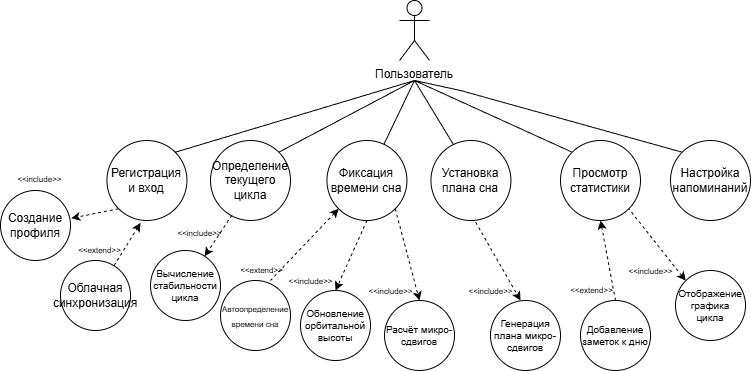 Пользователь
Регистрация
и вход
Определение
текущего
цикла
Фиксация
времени сна
Установка
плана сна
Просмотр
статистики
Настройка
напоминаний
<<include>>
Создание
профиля
<<extend>>
Облачная
синхронизация
<<include>>
Вычисление
стабильности
цикла
<<extend>>
Автоопределение
времени сна
<<include>>
Обновление
орбитальной
высоты
<<include>>
Расчёт микро-
сдвигов
<<include>>
Генерация
плана микро-
сдвигов
<<extend>>
Добавление
заметок к дню
<<include>>
Отображение
графика
цикла